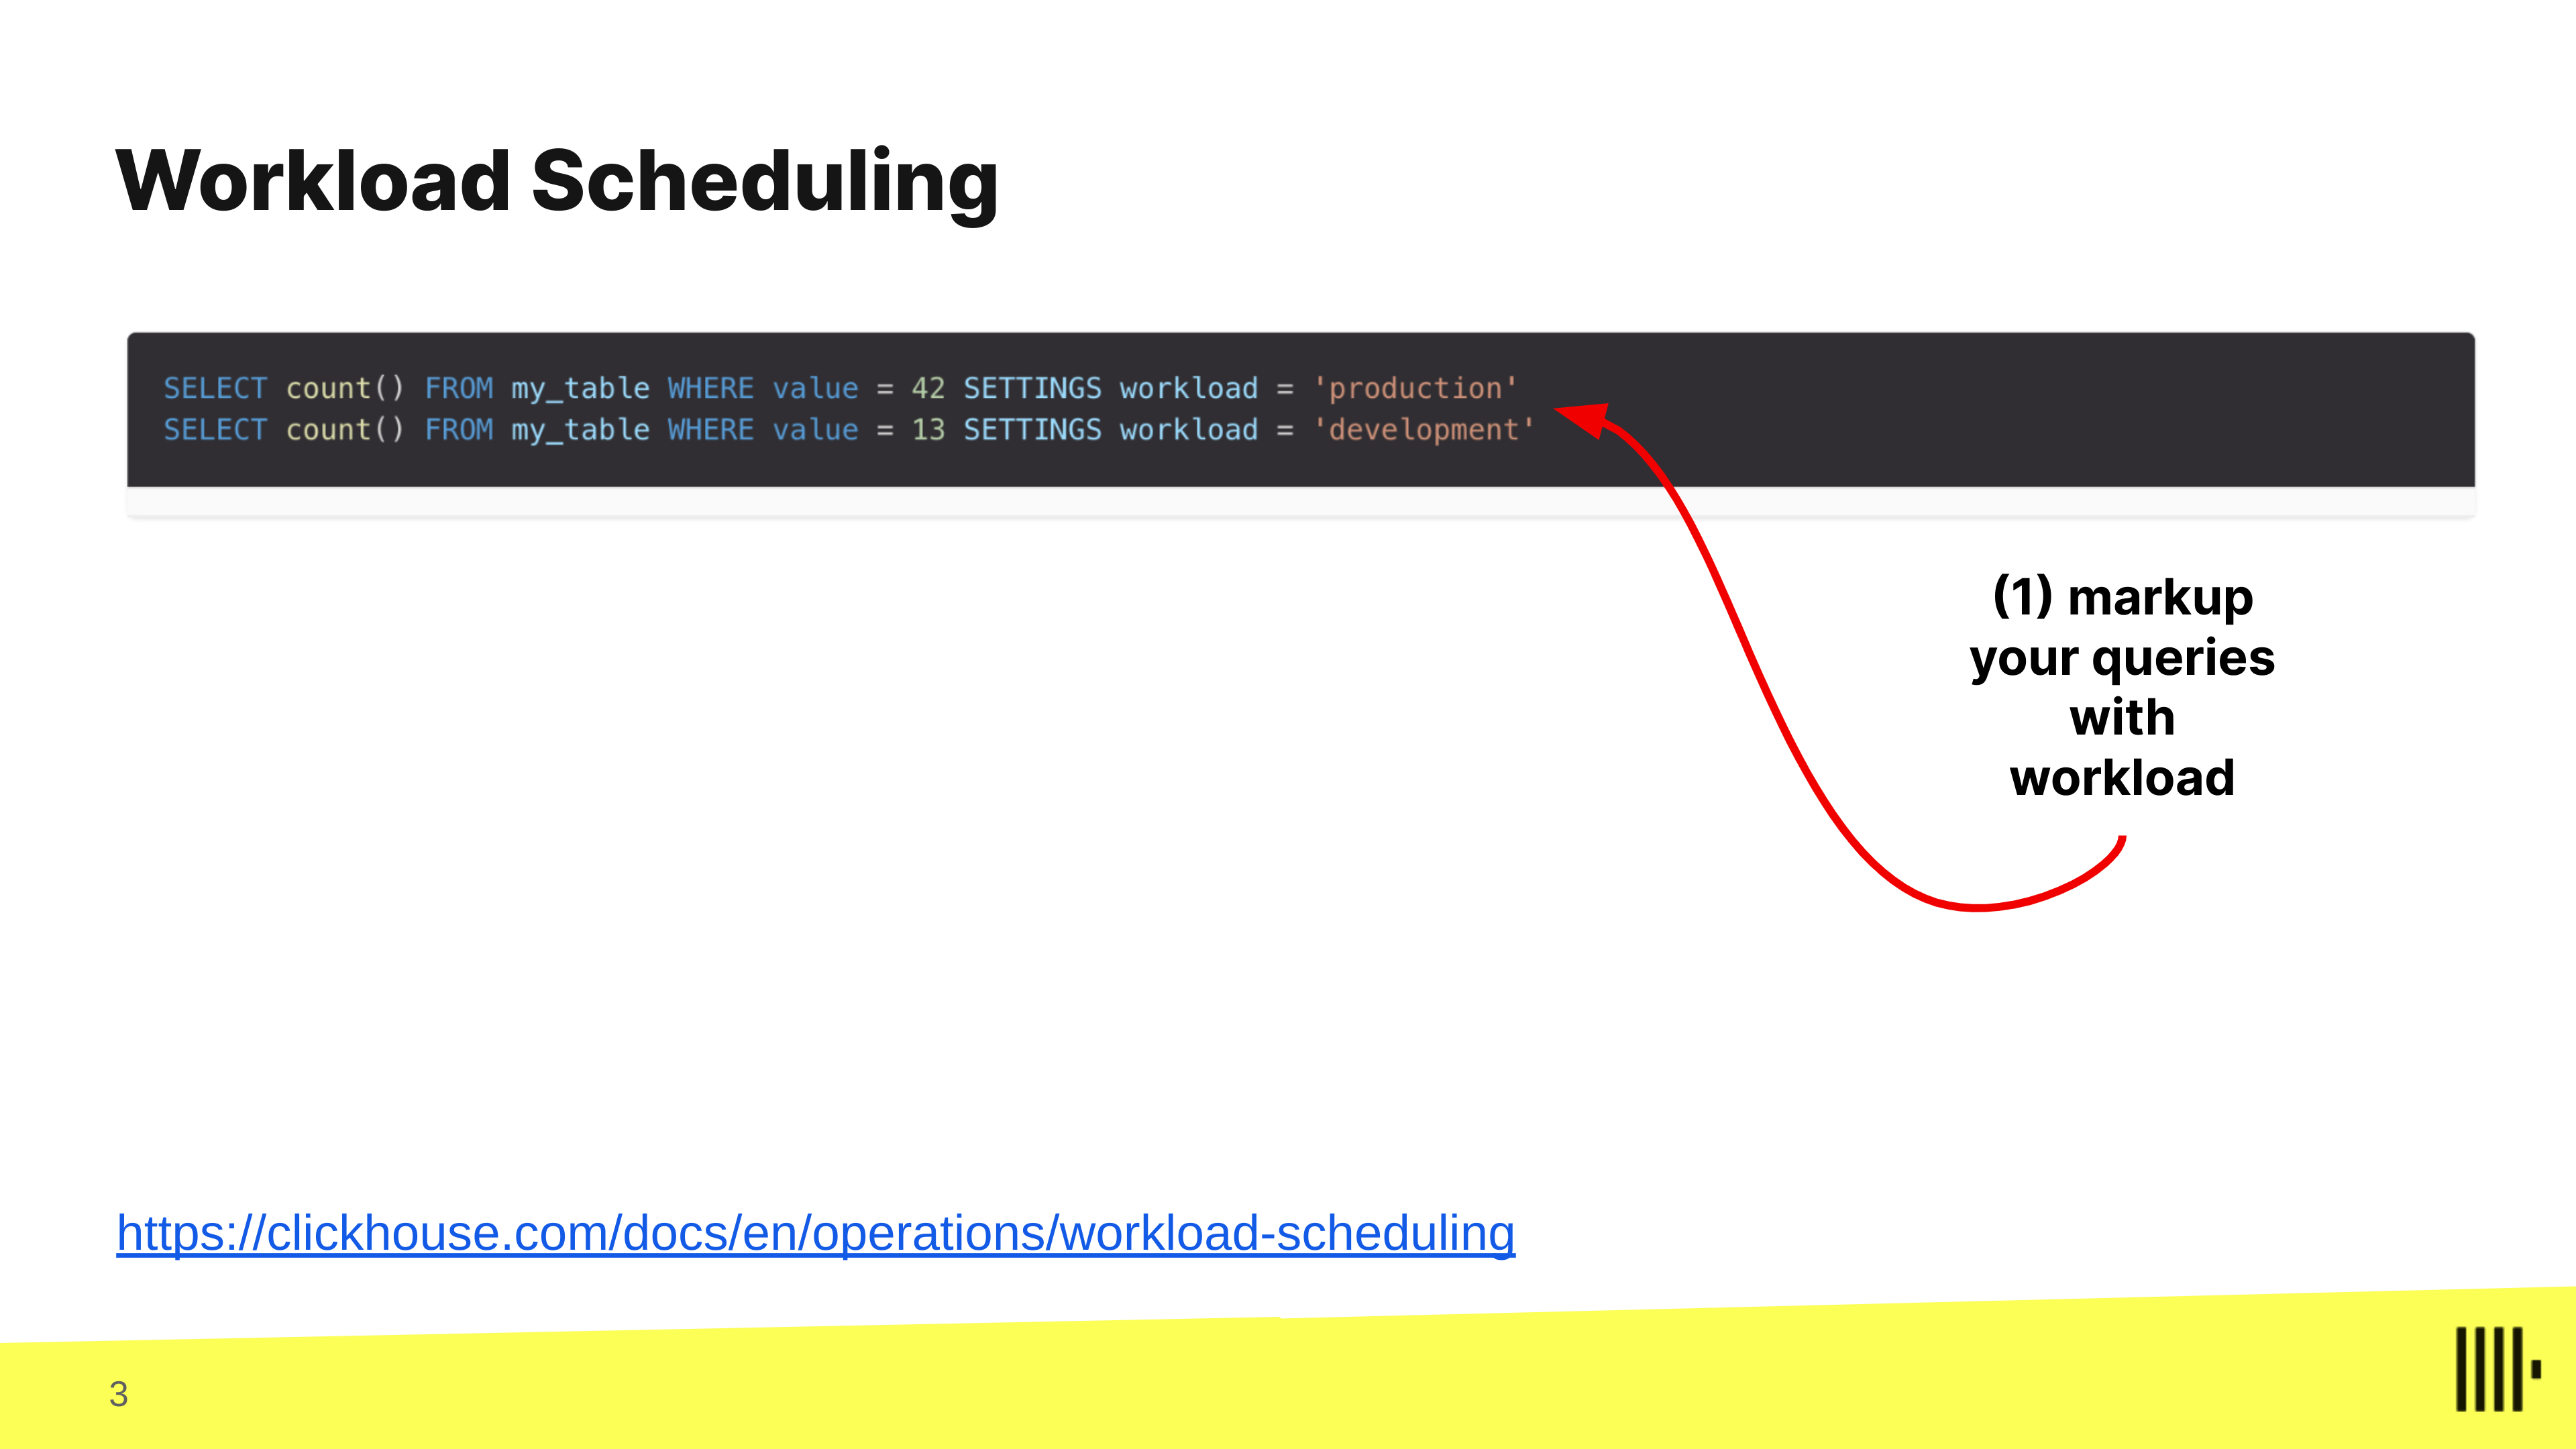 Workload Scheduling
SELECT count() FROM my_table WHERE value = 42 SETTINGS workload = 'production'
SELECT count() FROM my_table WHERE value = 13 SETTINGS workload = 'development'
(1) markup
your queries
with
workload
https://clickhouse.com/docs/en/operations/workload-scheduling
3